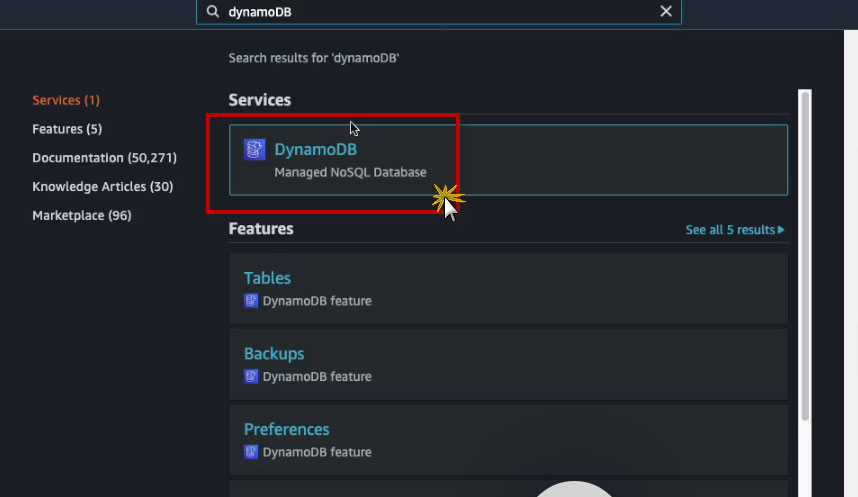 dynamoDB
Search results for 'dynamoDB'
Services (1)
Features (5)
Documentation (50,271)
Knowledge Articles (30)
Marketplace (96)
Services
DynamoDB
Managed NoSQL Database
Features
See all 5 results
Tables
DynamoDB feature
Backups
DynamoDB feature
Preferences
DynamoDB feature